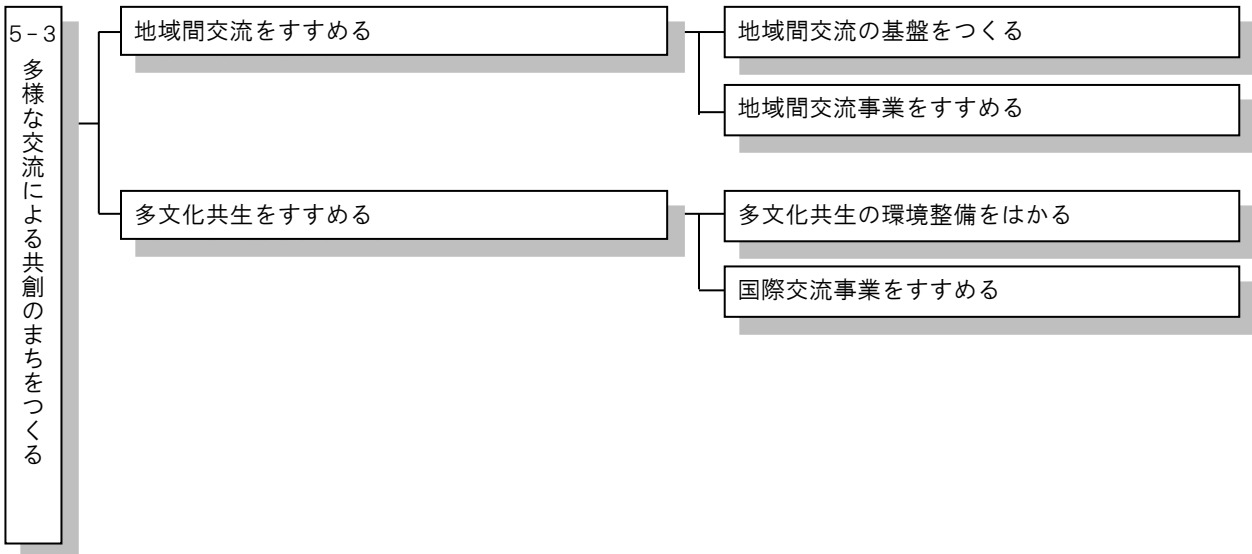 5-3
多様な交流による共創のまちをつくる
地域間交流をすすめる
地域間交流の基盤をつくる
地域間交流事業をすすめる
多文化共生をすすめる
多文化共生の環境整備をはかる
国際交流事業をすすめる